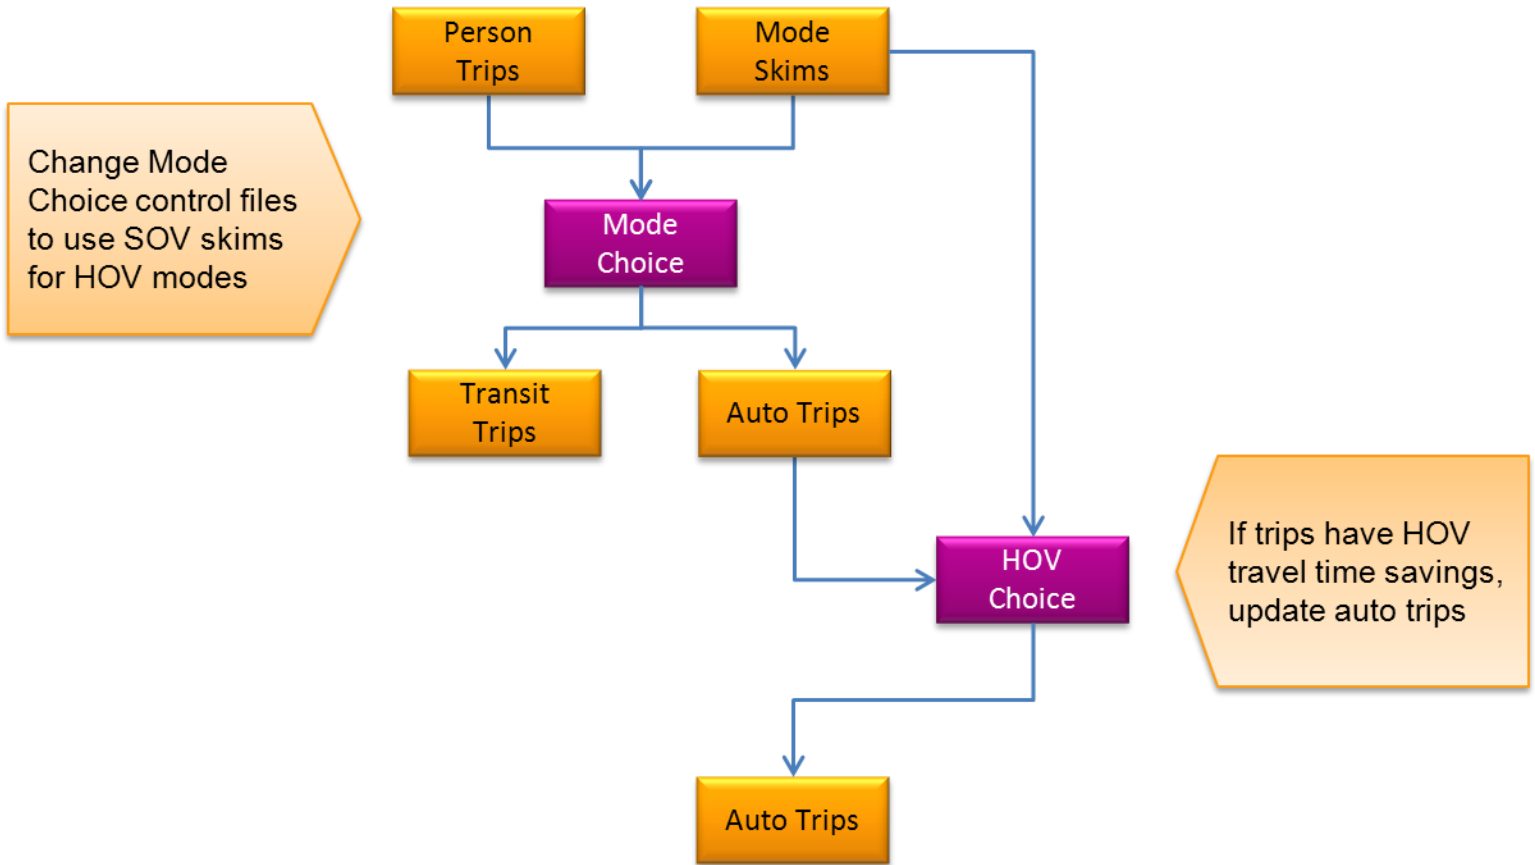 Person
Trips
Mode
Skims
Change Mode
Choice control files
to use SOV skims
for HOV modes
Mode
Choice
Transit
Trips
Auto Trips
HOV
Choice
If trips have HOV
travel time savings,
update auto trips
Auto Trips